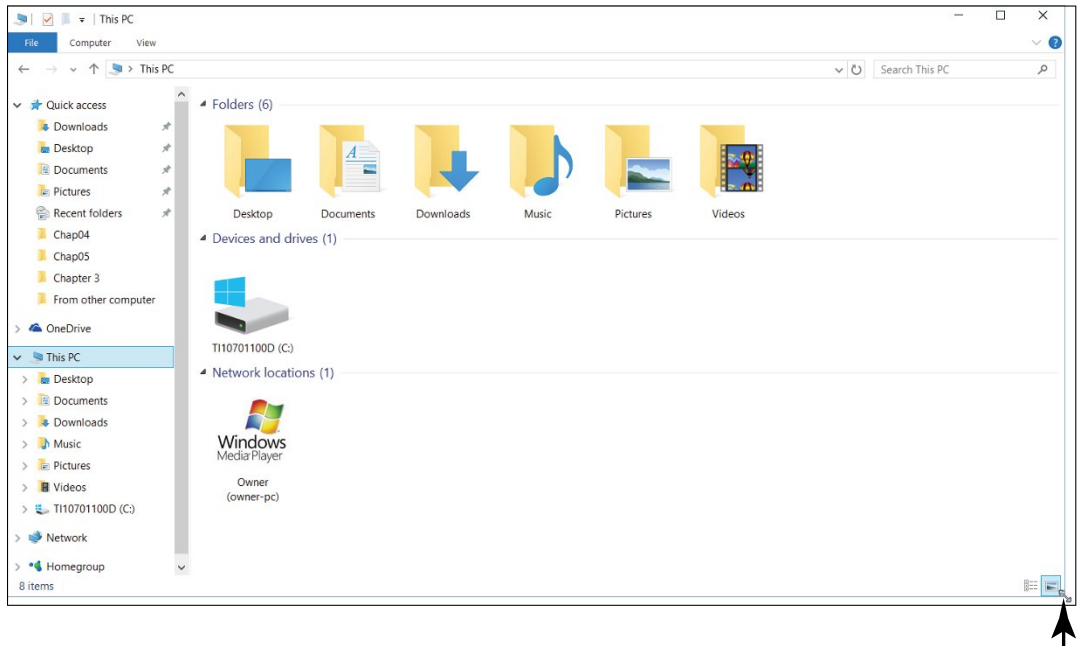 This PC
File Computer View
This PC
Search This PC
Quick access
Downloads
Desktop
Documents
Pictures
Recent folders
Chap04
Chap05
Chapter 3
From other computer
OneDrive
This PC
Desktop
Documents
Downloads
Music
Pictures
Videos
TI10701100D (C:)
Network
Homegroup
8 items
Folders (6)
A
Desktop Documents Downloads Music Pictures Videos
Devices and drives (1)
TI10701100D (C:)
Network locations (1)
Windows
Media Player
Owner
(owner-pc)